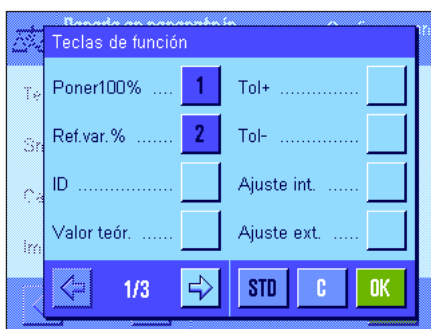 Teclas de función
Poner100% .... 1
Tol+ ...............
Ref.var.% ....... 2
Tol- ................
ID ..................
Ajuste int. .......
Valor teór. ......
Ajuste ext. .....
1/3
STD
C
OK